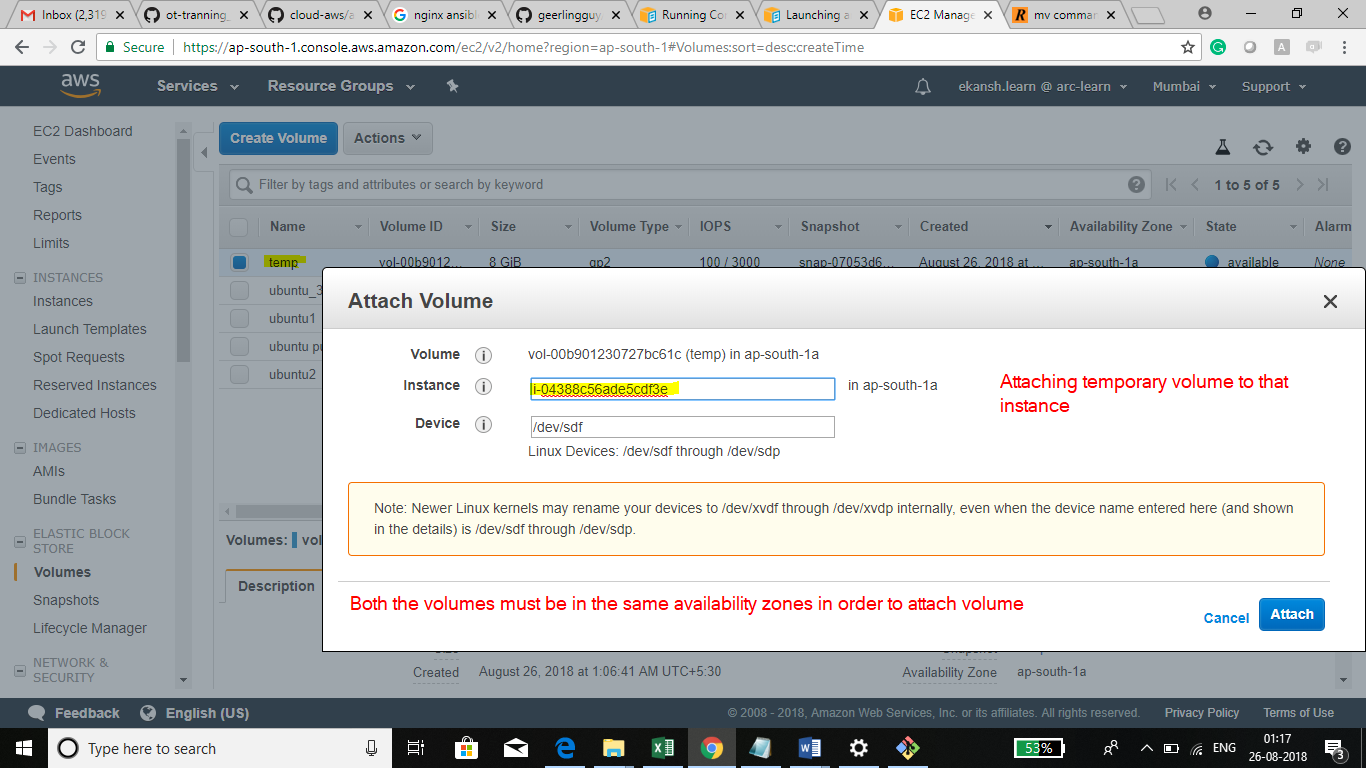 Inbox (2,319
ot-tranning_
cloud-aws/a
nginx ansibl
geerlingguy
Running Co
Launching a
EC2 Manage
mv comman
Secure
https://ap-south-1.console.aws.amazon.com/ec2/v2/home?region=ap-south-1#Volumes:sort=desc:createTime
aws
Services
Resource Groups
ekansh.learn @ arc-learn
Mumbai
Support
EC2 Dashboard
Events
Tags
Reports
Limits
INSTANCES
Instances
Launch Templates
Spot Requests
Reserved Instances
Dedicated Hosts
IMAGES
AMIs
Bundle Tasks
ELASTIC BLOCK
STORE
Volumes
Snapshots
Lifecycle Manager
NETWORK &
SECURITY
Create Volume
Actions
Filter by tags and attributes or search by keyword
1 to 5 of 5
Name Volume ID Size Volume Type IOPS Snapshot Created Availability Zone State Alarm
temp vol-00b9012... 8 GiB gp2 100 / 3000 snap-07053d6... August 26, 2018 at ... ap-south-1a available None
ubuntu_3
ubuntu1
ubuntu pu
ubuntu2
Volumes: vol
Description
Attach Volume
Volume i vol-00b901230727bc61c (temp) in ap-south-1a
Instance i i-04388c56ade5cdf3e in ap-south-1a
Device i /dev/sdf
Linux Devices: /dev/sdf through /dev/sdp
Attaching temporary volume to that
instance
Note: Newer Linux kernels may rename your devices to /dev/xvdf through /dev/xvdp internally, even when the device name entered here (and shown
in the details) is /dev/sdf through /dev/sdp.
Both the volumes must be in the same availability zones in order to attach volume
Cancel
Attach
Created August 26, 2018 at 1:06:41 AM UTC+5:30
Availability Zone ap-south-1a
Feedback
English (US)
© 2008 - 2018, Amazon Web Services, Inc. or its affiliates. All rights reserved.
Privacy Policy
Terms of Use
Type here to search
53%
ENG
01:17
26-08-2018
3